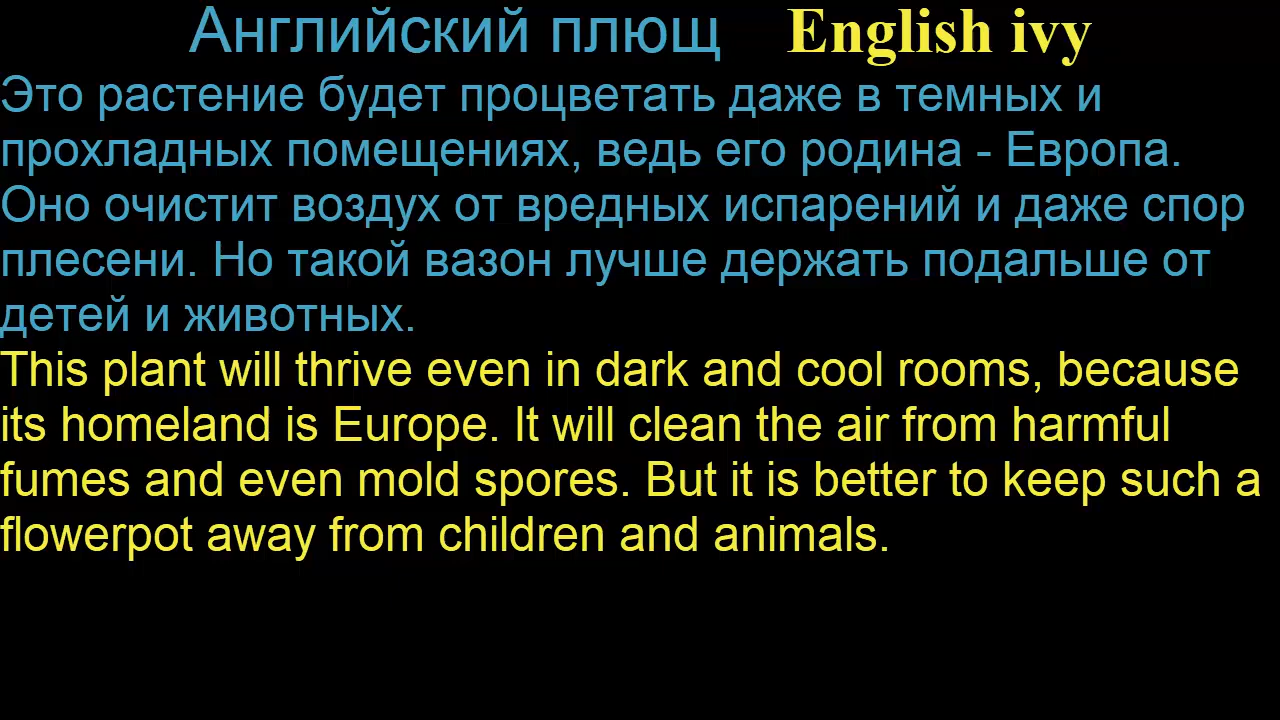 Английский плющ English ivy
Это растение будет процветать даже в темных и
прохладных помещениях, ведь его родина - Европа.
Оно очистит воздух от вредных испарений и даже спор
плесени. Но такой вазон лучше держать подальше от
детей и животных.
This plant will thrive even in dark and cool rooms, because
its homeland is Europe. It will clean the air from harmful
fumes and even mold spores. But it is better to keep such a
flowerpot away from children and animals.